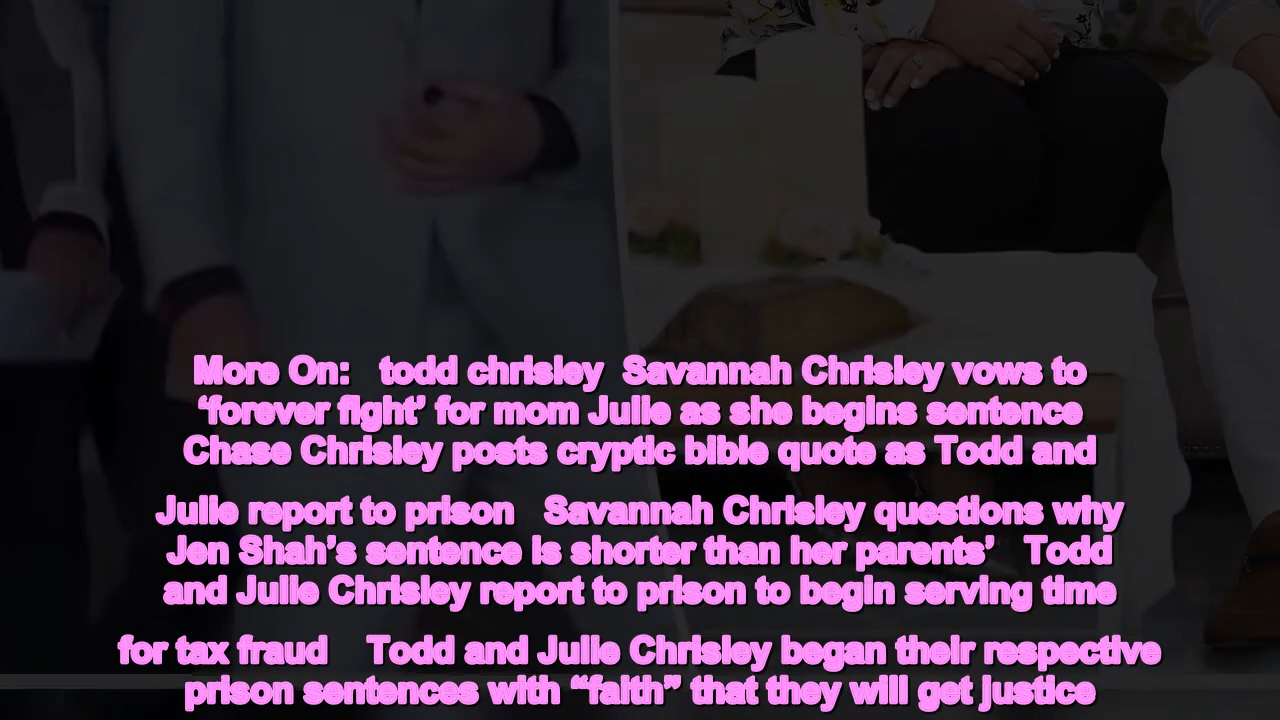 More On:   todd chrisley  Savannah Chrisley vows to
‘forever fight’ for mom Julie as she begins sentence
Chase Chrisley posts cryptic bible quote as Todd and
Julie report to prison   Savannah Chrisley questions why
Jen Shah’s sentence is shorter than her parents’   Todd
and Julie Chrisley report to prison to begin serving time
for tax fraud    Todd and Julie Chrisley began their respective
prison sentences with “faith” that they will get justice